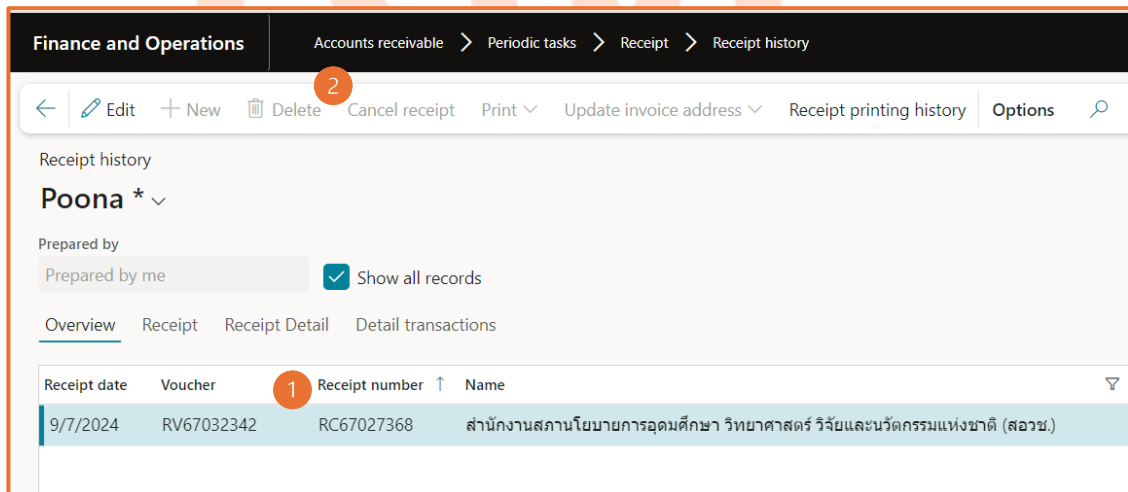 Finance and Operations Accounts receivable > Periodic tasks > Receipt > Receipt history
2
Edit New Delete Cancel receipt Print Update invoice address Receipt printing history Options
Receipt history
Poona *
Prepared by
Prepared by me Show all records
Overview Receipt Receipt Detail Detail transactions
Receipt date Voucher 1 Receipt number ↑ Name
9/7/2024 RV67032342 RC67027368 สำนักงานสภานโยบายการอุดมศึกษา วิทยาศาสตร์ วิจัยและนวัตกรรมแห่งชาติ (สอวช.)